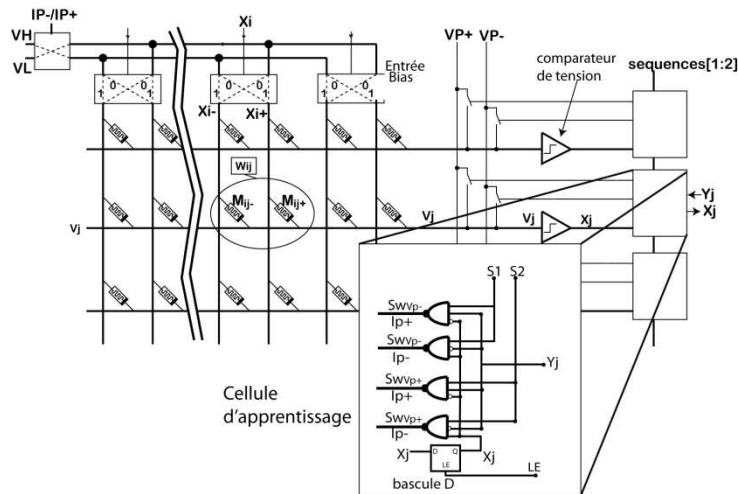 IP-/IP+
Xi
VP+ VP-
VH
VL
comparateur
de tension
sequences[1:2]
Entrée
Bias
1 0 0 1
1 0 0 1
1 0 0 1
Xi- Xi+
Wij
Mij- Mij+
Vj
Vj
Vj
Xj
Yj
Xj
S1 S2
SwVp-
Ip+
SwVp-
Ip-
SwVp+
Ip+
SwVp+
Ip-
Yj
Cellule
d'apprentissage
Xj
D Q
LE
Xj
LE
bascule D